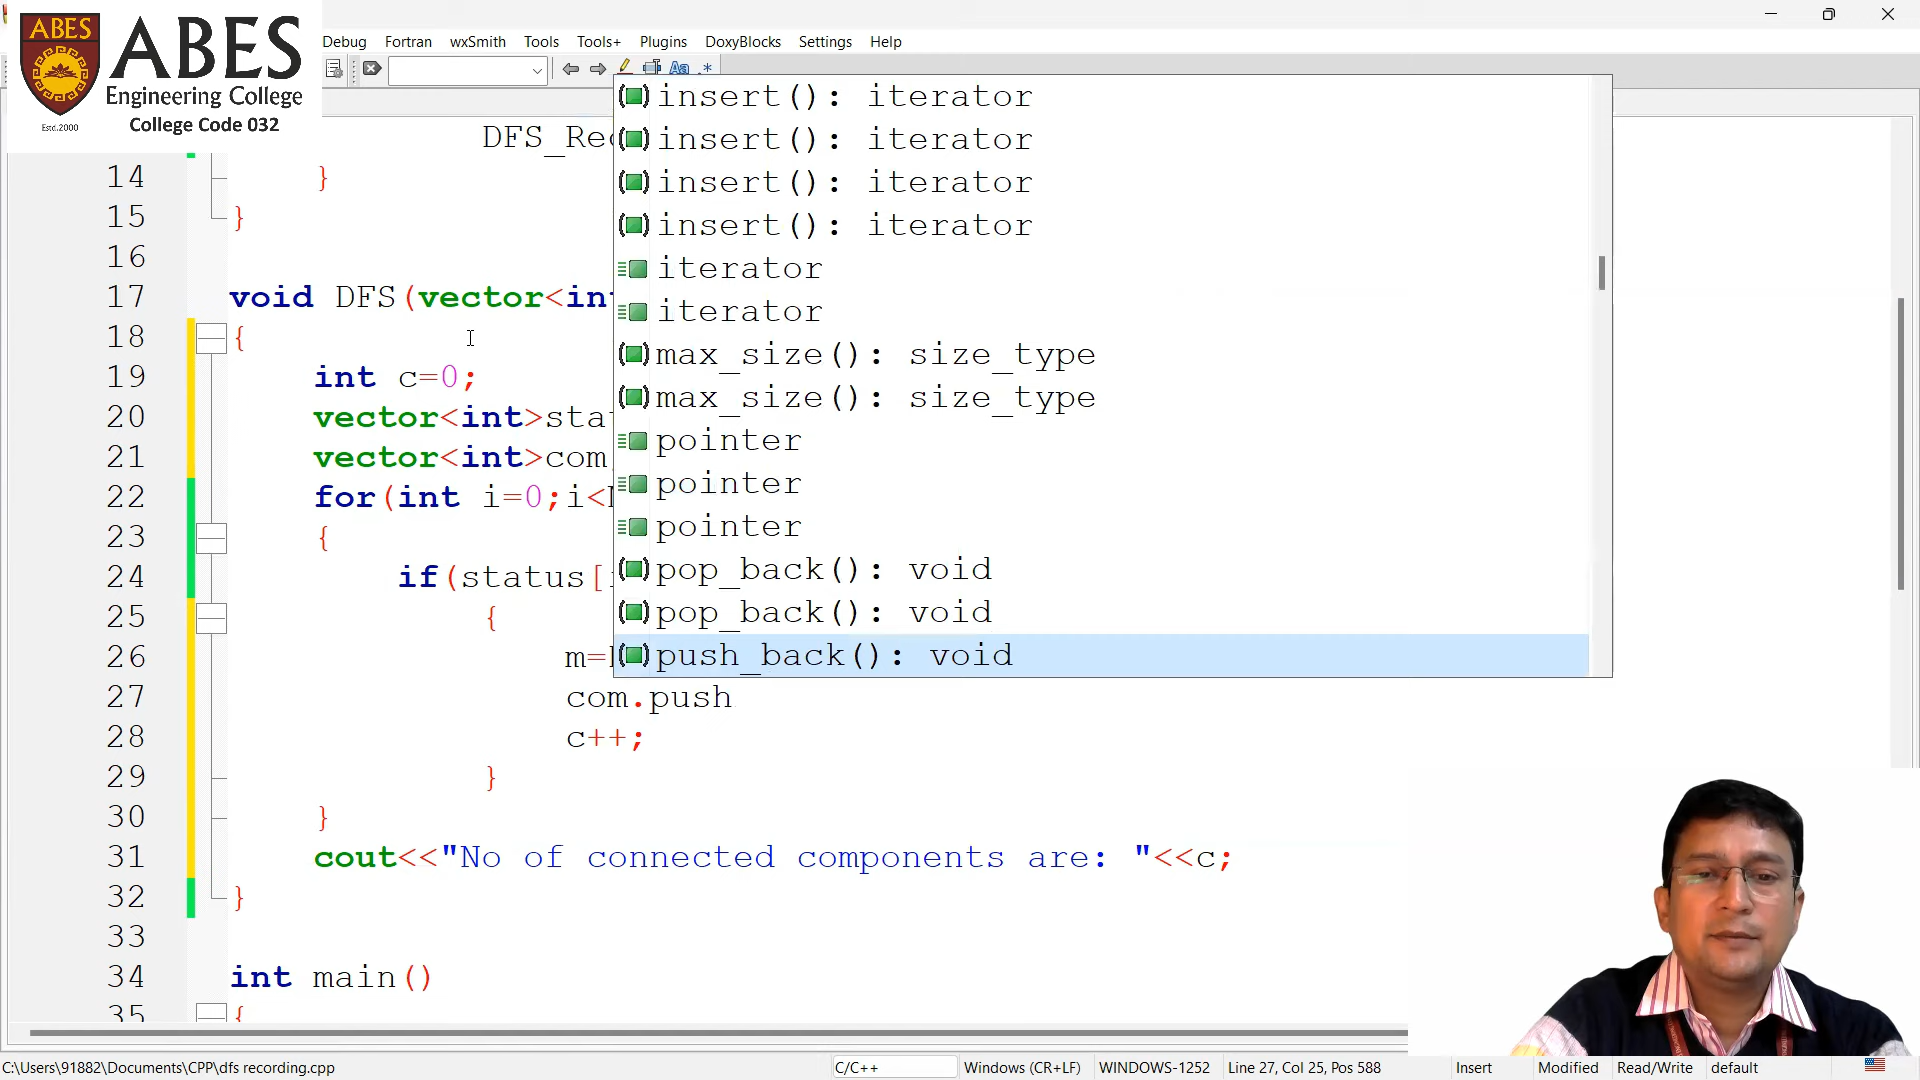 ABES
ABES
Engineering College
Estd.2000
College Code 032
Debug Fortran wxSmith Tools Tools+ Plugins DoxyBlocks Settings Help
Aa .*
DFS_Rec
14 }
15 }
16
17 void DFS(vector<int
18 {
19 int c=0;
20 vector<int>stat
21 vector<int>com
22 for(int i=0;i<N
23 {
24 if(status[i
25 {
26 m=
27 com.push
28 c++;
29 }
30 }
31 cout<<"No of connected components are: "<<c;
32 }
33
34 int main()
35 {
insert(): iterator
insert(): iterator
insert(): iterator
insert(): iterator
iterator
iterator
max_size(): size_type
max_size(): size_type
pointer
pointer
pointer
pop_back(): void
pop_back(): void
push_back(): void
C:\Users\91882\Documents\CPP\dfs recording.cpp C/C++ Windows (CR+LF) WINDOWS-1252 Line 27, Col 25, Pos 588 Insert Modified Read/Write default